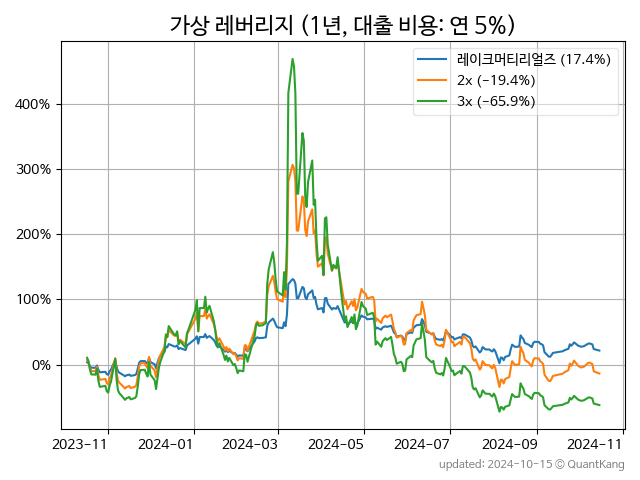 가상 레버리지 (1년, 대출 비용: 연 5%)
레이크머티리얼즈 (17.4%)
2x (−19.4%)
3x (−65.9%)
400%
300%
200%
100%
0%
2023-11 2024-01 2024-03 2024-05 2024-07 2024-09 2024-11
updated: 2024-10-15 © QuantKang